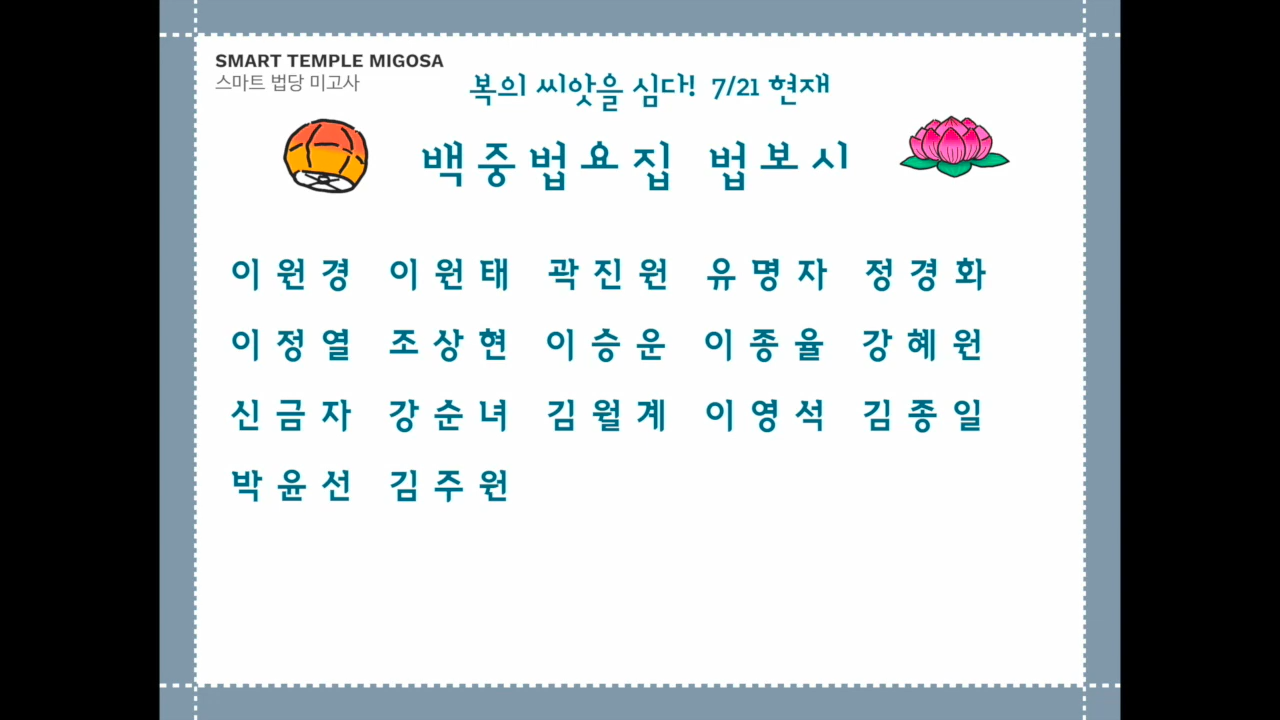 SMART TEMPLE MIGOSA
스마트 법당 미고사
복의 씨앗을 심다! 7/21 현재
백중법요집 법보시
이원경 이원태 곽진원 유명자 정경화
이정열 조상현 이승운 이종율 강혜원
신금자 강순녀 김월계 이영석 김종일
박윤선 김주원